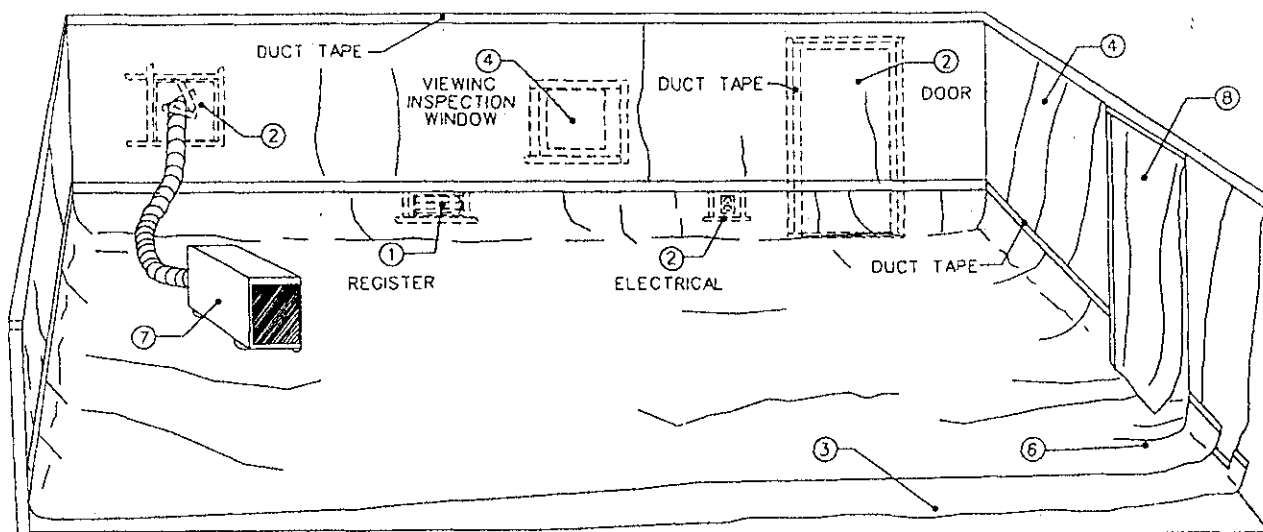 DUCT TAPE
④
VIEWING
INSPECTION
WINDOW
DUCT TAPE
②
DOOR
④
⑧
②
①
REGISTER
②
ELECTRICAL
DUCT TAPE
⑦
③
⑥